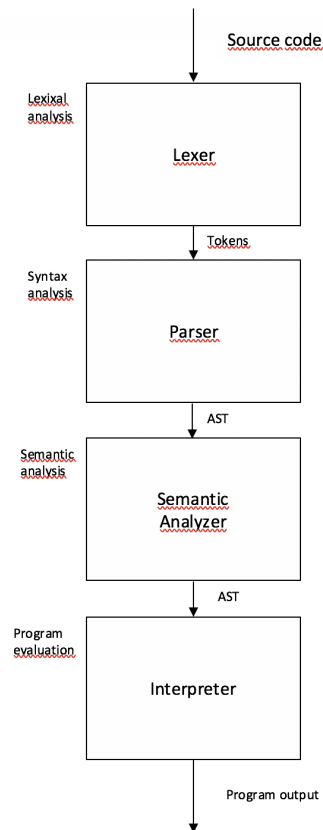 Source code
Lexixal
analysis
Lexer
Tokens
Syntax
analysis
Parser
AST
Semantic
analysis
Semantic
Analyzer
AST
Program
evaluation
Interpreter
Program output